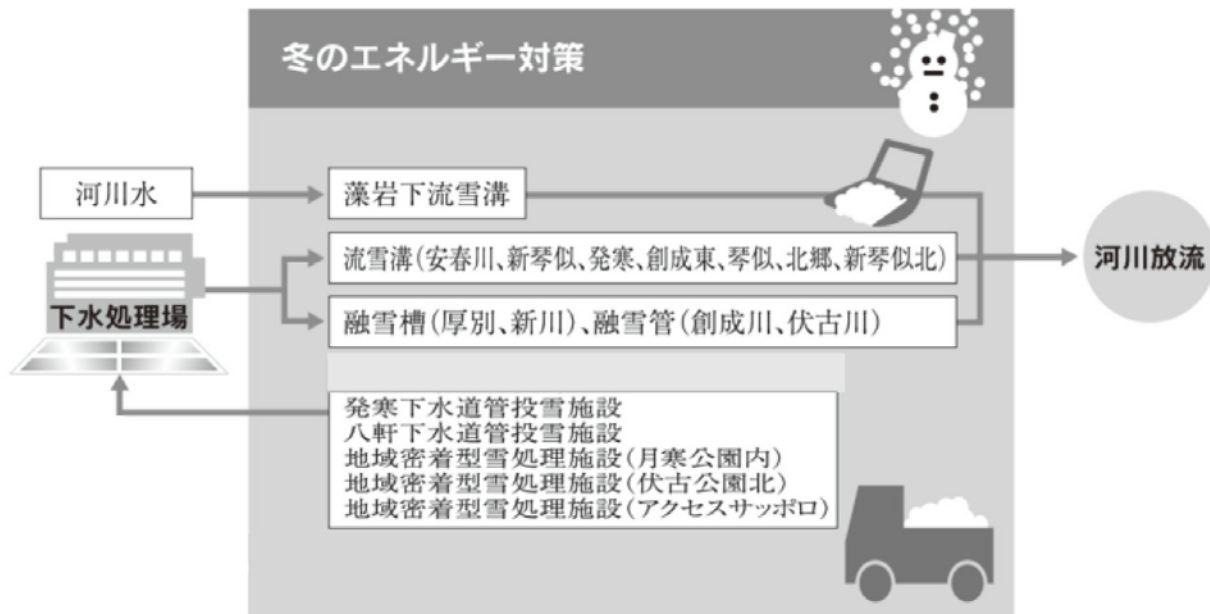 冬のエネルギー対策
河川水
藻岩下流雪溝
流雪溝(安春川、新琴似、発寒、創成東、琴似、北郷、新琴似北)
河川放流
下水処理場
融雪槽(厚別、新川)、融雪管(創成川、伏古川)
発寒下水道管投雪施設
八軒下水道管投雪施設
地域密着型雪処理施設(月寒公園内)
地域密着型雪処理施設(伏古公園北)
地域密着型雪処理施設(アクセスサッポロ)